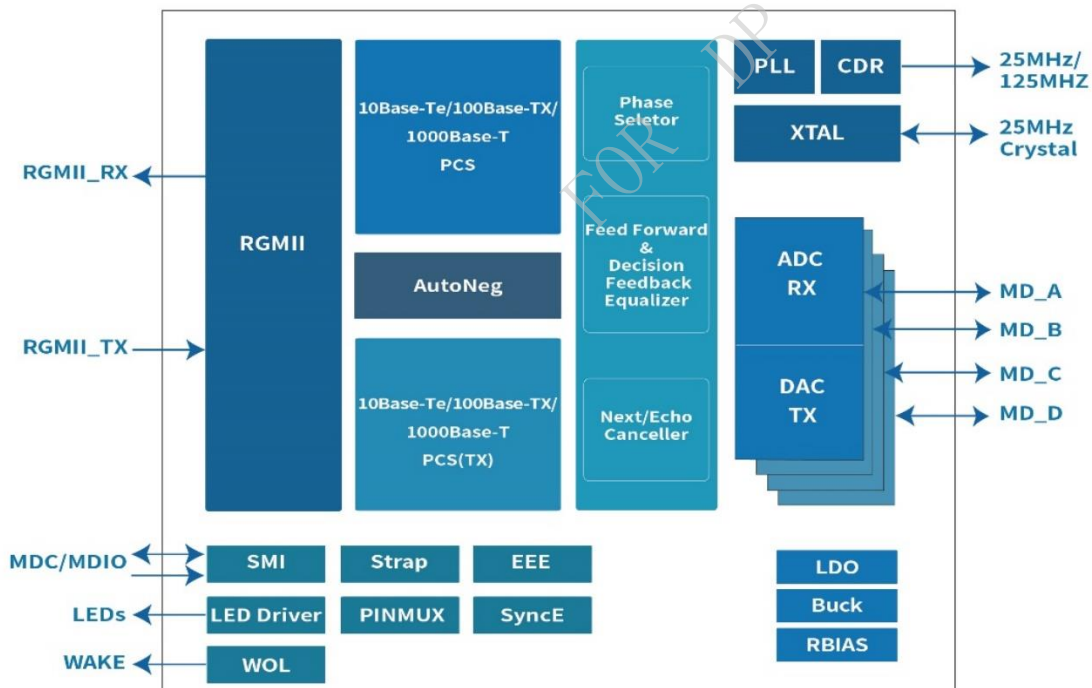 RGMII_RX
RGMII_TX
MDC/MDIO
LEDs
WAKE
RGMII
10Base-Te/100Base-TX/
1000Base-T
PCS
AutoNeg
10Base-Te/100Base-TX/
1000Base-T
PCS(TX)
Phase
Seletor
Feed Forward
&
Decision
Feedback
Equalizer
Next/Echo
Canceller
PLL
CDR
25MHz/
125MHZ
XTAL
25MHz
Crystal
ADC
RX
DAC
TX
MD_A
MD_B
MD_C
MD_D
SMI
Strap
EEE
LED Driver
PINMUX
SyncE
WOL
LDO
Buck
RBIAS
FOR DP